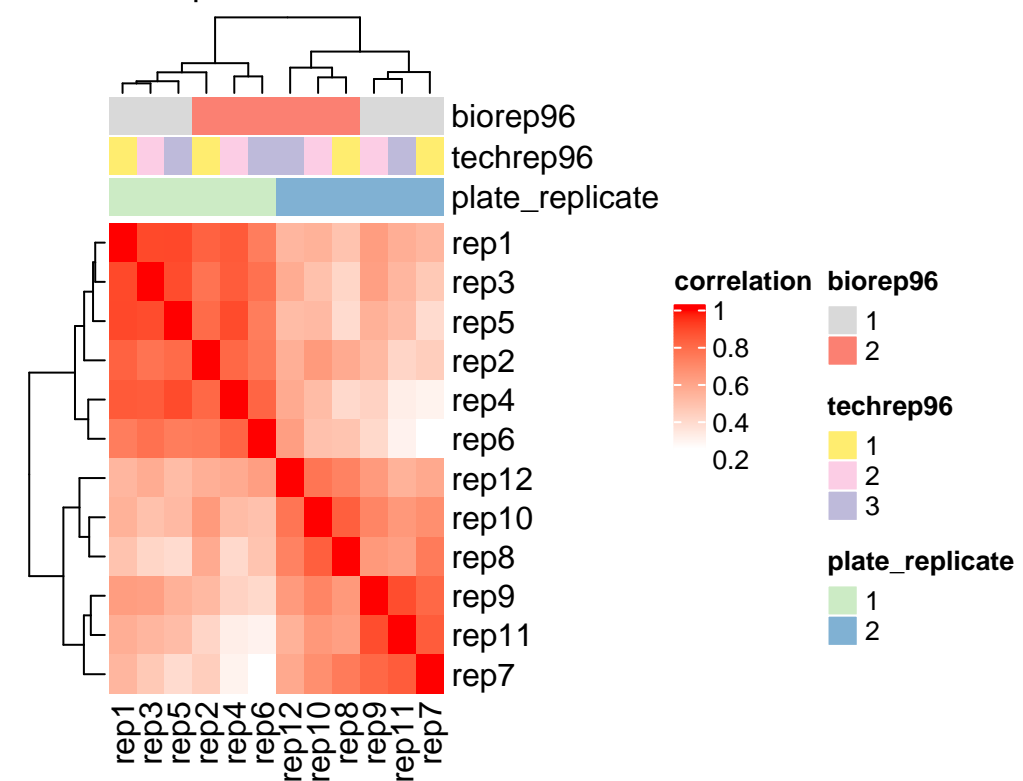 biorep96
techrep96
plate_replicate
rep1
rep3
rep5
rep2
rep4
rep6
rep12
rep10
rep8
rep9
rep11
rep7
rep1
rep3
rep5
rep2
rep4
rep6
rep12
rep10
rep8
rep9
rep11
rep7
correlation
1
0.8
0.6
0.4
0.2
biorep96
1
2
techrep96
1
2
3
plate_replicate
1
2